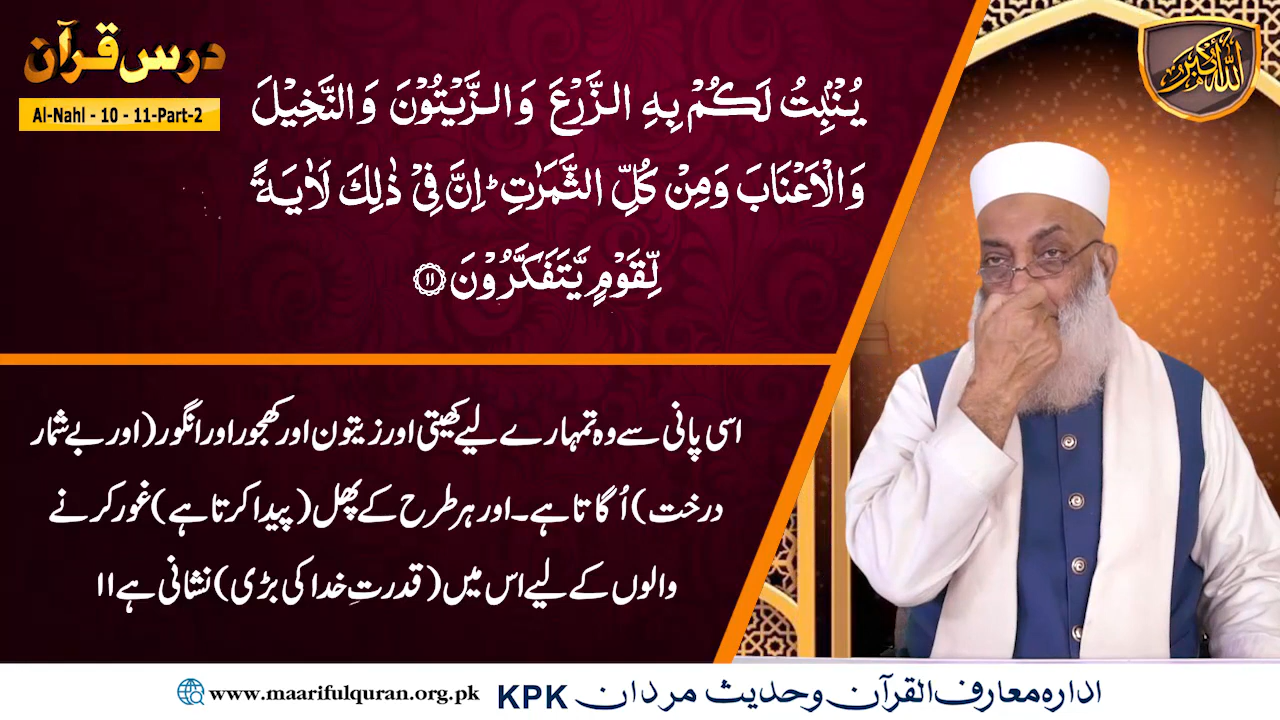 درس قرآن
Al-Nahl - 10 - 11-Part-2
اللہ اکبر
يُنْۢبِتُ لَكُمْ بِهِ الزَّرْعَ وَالزَّيْتُوْنَ وَالنَّخِيْلَ
وَالْاَعْنَابَ وَمِنْ كُلِّ الثَّمَرٰتِ ؕ اِنَّ فِيْ ذٰلِكَ لَاٰيَةً
لِّقَوْمٍ يَّتَفَكَّرُوْنَ ۝۱۱
اسی پانی سے وہ تمہارے لیے کھیتی اور زیتون اور کھجور اور انگور (اور بے شمار
درخت) اُگاتا ہے۔ اور ہر طرح کے پھل (پیدا کرتا ہے) غور کرنے
والوں کے لیے اس میں (قدرتِ خدا کی بڑی) نشانی ہے ۱۱
ادارہ معارف القرآن وحدیث مردان KPK www.maarifulquran.org.pk